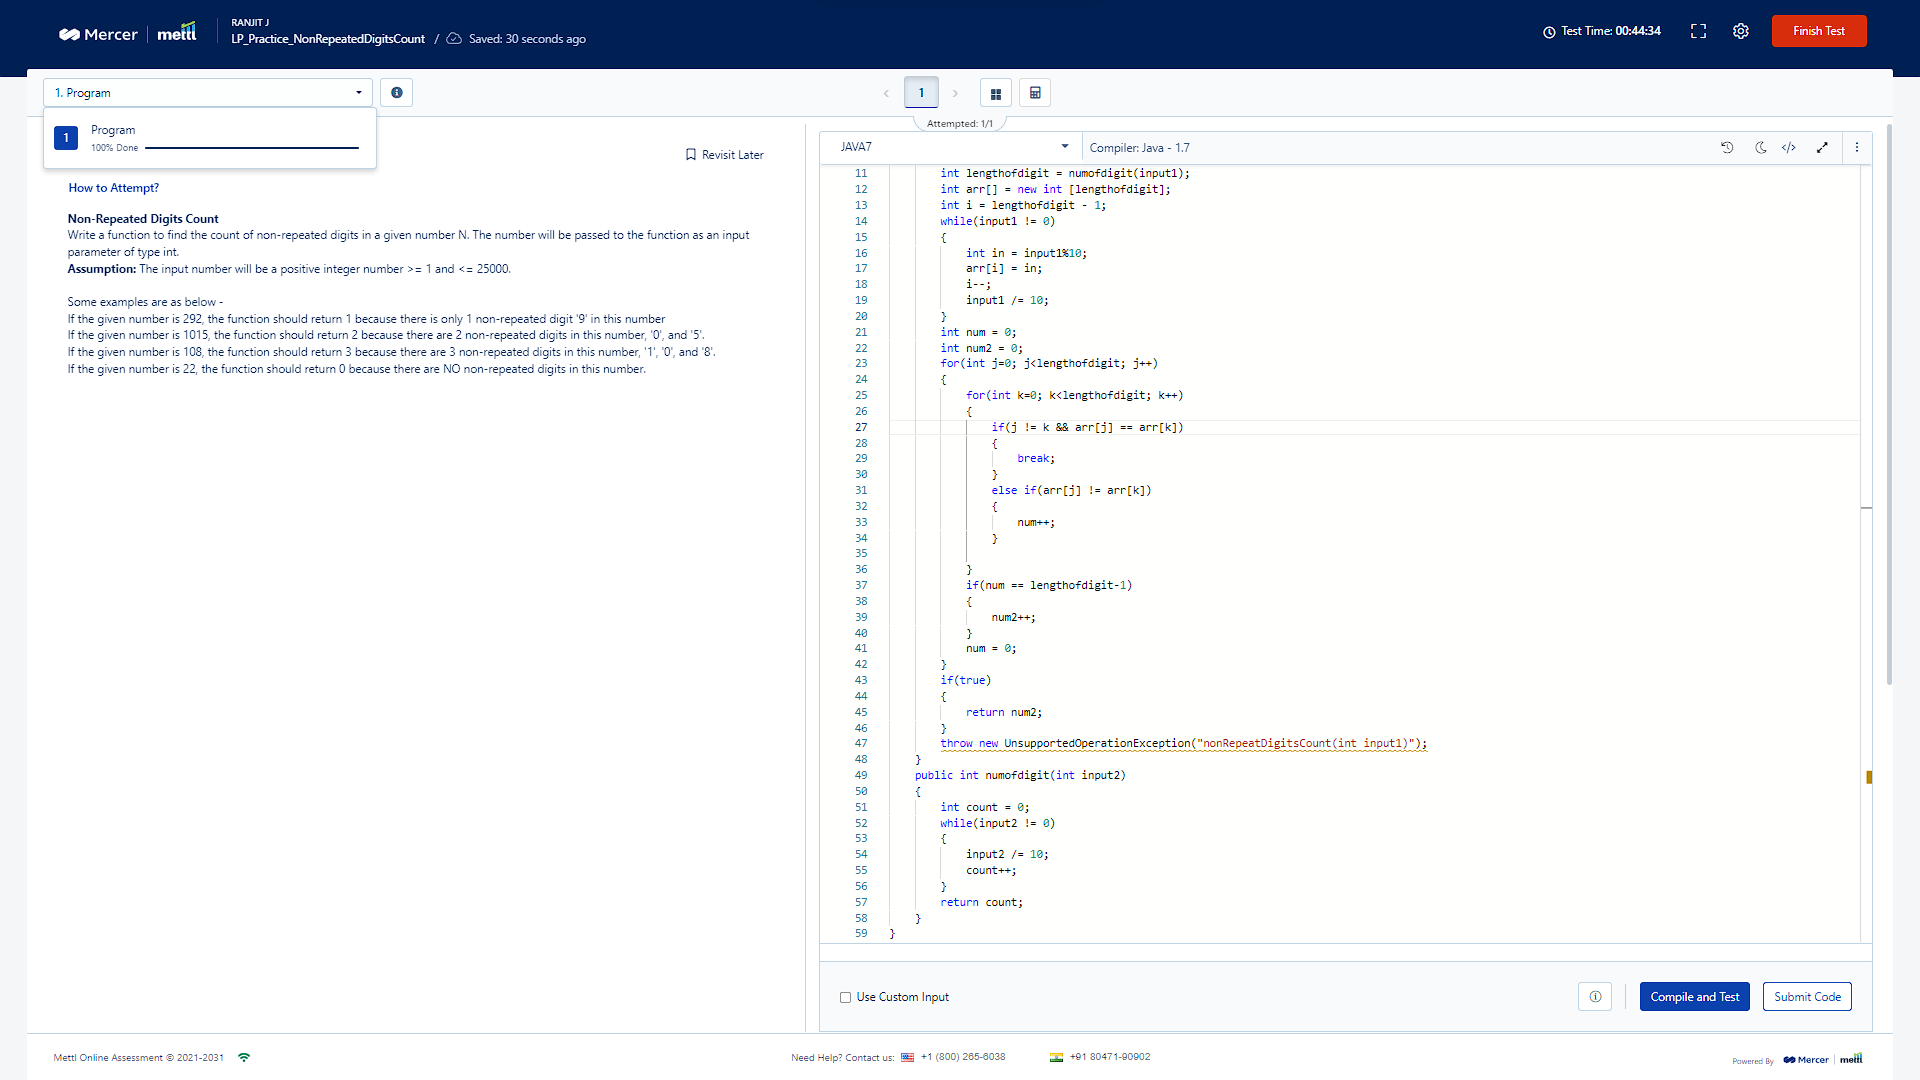 Mercer mettl
RANJIT J
LP_Practice_NonRepeatedDigitsCount / Saved: 30 seconds ago
Test Time: 00:44:34
Finish Test
1. Program
1
Attempted: 1/1
1
Program
100% Done
Revisit Later
How to Attempt?
Non-Repeated Digits Count
Write a function to find the count of non-repeated digits in a given number N. The number will be passed to the function as an input
parameter of type int.
Assumption: The input number will be a positive integer number >= 1 and <= 25000.
Some examples are as below -
If the given number is 292, the function should return 1 because there is only 1 non-repeated digit '9' in this number
If the given number is 1015, the function should return 2 because there are 2 non-repeated digits in this number, '0', and '5'.
If the given number is 108, the function should return 3 because there are 3 non-repeated digits in this number, '1', '0', and '8'.
If the given number is 22, the function should return 0 because there are NO non-repeated digits in this number.
JAVA7
Compiler: Java - 1.7
11 int lengthofdigit = numofdigit(input1);
12 int arr[] = new int [lengthofdigit];
13 int i = lengthofdigit - 1;
14 while(input1 != 0)
15 {
16 int in = input1%10;
17 arr[i] = in;
18 i--;
19 input1 /= 10;
20 }
21 int num = 0;
22 int num2 = 0;
23 for(int j=0; j<lengthofdigit; j++)
24 {
25 for(int k=0; k<lengthofdigit; k++)
26 {
27 if(j != k && arr[j] == arr[k])
28 {
29 break;
30 }
31 else if(arr[j] != arr[k])
32 {
33 num++;
34 }
35
36 }
37 if(num == lengthofdigit-1)
38 {
39 num2++;
40 }
41 num = 0;
42 }
43 if(true)
44 {
45 return num2;
46 }
47 throw new UnsupportedOperationException("nonRepeatDigitsCount(int input1)");
48 }
49 public int numofdigit(int input2)
50 {
51 int count = 0;
52 while(input2 != 0)
53 {
54 input2 /= 10;
55 count++;
56 }
57 return count;
58 }
59 }
Use Custom Input
Compile and Test
Submit Code
Mettl Online Assessment © 2021-2031
Need Help? Contact us: +1 (800) 265-6038
+91 80471-90902
Powered By Mercer mettl